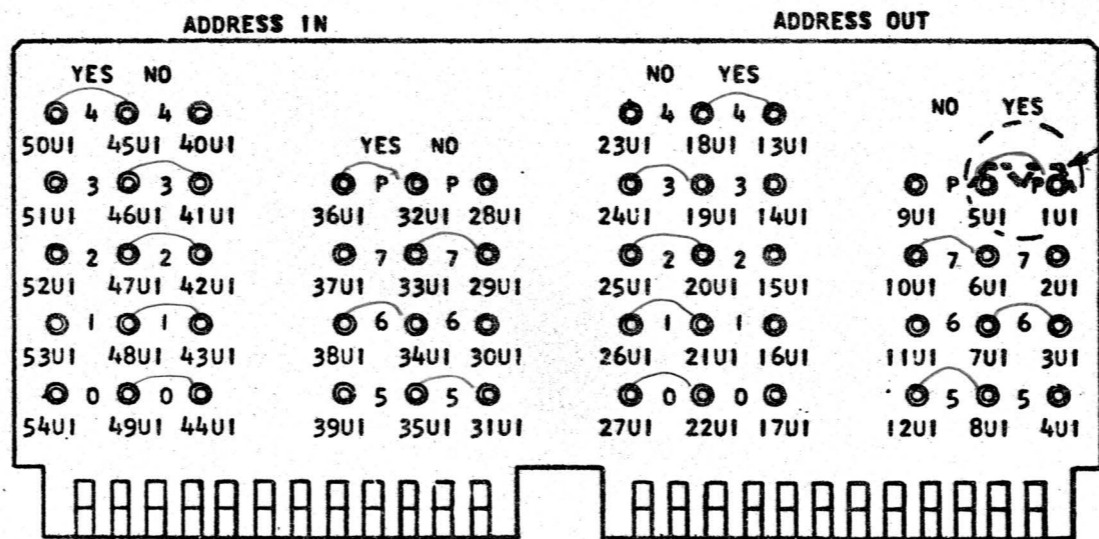 ADDRESS IN ADDRESS OUT
YES NO NO YES
4 4 4 4
50U1 45U1 40U1 23U1 18U1 13U1
YES NO NO YES
3 3 P P 3 3 P P
51U1 46U1 41U1 36U1 32U1 28U1 24U1 19U1 14U1 9U1 5U1 1U1
2 2 7 7 2 2 7 7
52U1 47U1 42U1 37U1 33U1 29U1 25U1 20U1 15U1 10U1 6U1 2U1
1 1 6 6 1 1 6 6
53U1 48U1 43U1 38U1 34U1 30U1 26U1 21U1 16U1 11U1 7U1 3U1
0 0 5 5 0 0 5 5
54U1 49U1 44U1 39U1 35U1 31U1 27U1 22U1 17U1 12U1 8U1 4U1